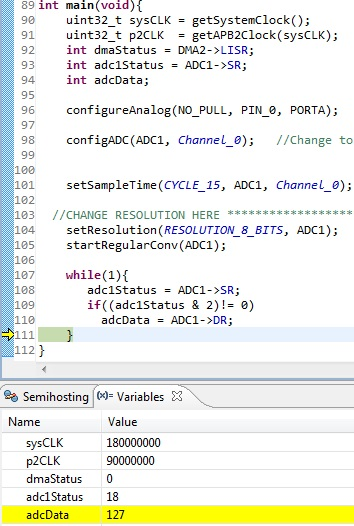 89 int main(void){
90 uint32_t sysCLK = getSystemClock();
91 uint32_t p2CLK = getAPB2Clock(sysCLK);
92 int dmaStatus = DMA2->LISR;
93 int adc1Status = ADC1->SR;
94 int adcData;
95
96 configureAnalog(NO_PULL, PIN_0, PORTA);
97
98 configADC(ADC1, Channel_0); //Change to
99
100
101 setSampleTime(CYCLE_15, ADC1, Channel_0);
102
103 //CHANGE RESOLUTION HERE ******************
104 setResolution(RESOLUTION_8_BITS, ADC1);
105 startRegularConv(ADC1);
106
107 while(1){
108 adc1Status = ADC1->SR;
109 if((adc1Status & 2)!= 0)
110 adcData = ADC1->DR;
111 }
112 }
Semihosting (x)= Variables
Name Value
sysCLK 180000000
p2CLK 90000000
dmaStatus 0
adc1Status 18
adcData 127